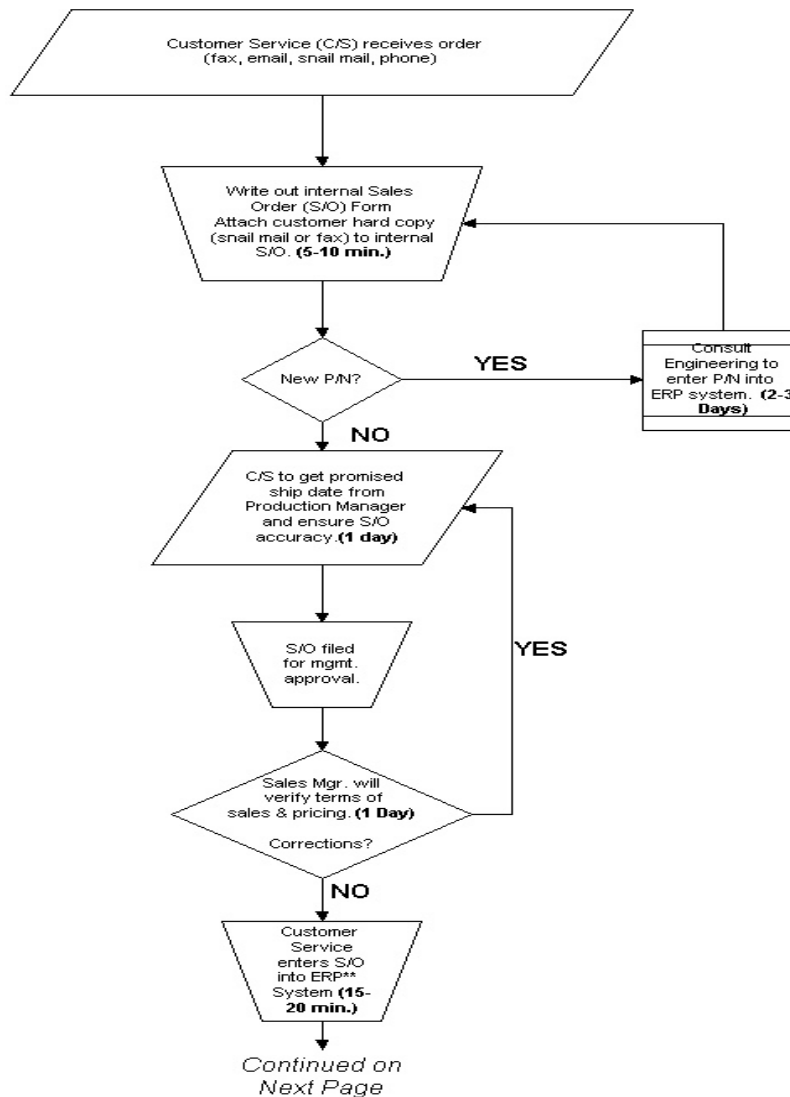 Customer Service (C/S) receives order
(fax, email, snail mail, phone)
Write out internal Sales
Order (S/O) Form
Attach customer hard copy
(snail mail or fax) to internal
S/O. (5-10 min.)
New P/N?
YES
Consult
Engineering to
enter P/N into
ERP system. (2-3
Days)
NO
C/S to get promised
ship date from
Production Manager
and ensure S/O
accuracy.(1 day)
YES
S/O filed
for mgmt.
approval.
Sales Mgr. will
verify terms of
sales & pricing. (1 Day)
Corrections?
NO
Customer
Service
enters S/O
into ERP**
System (15-
20 min.)
Continued on
Next Page